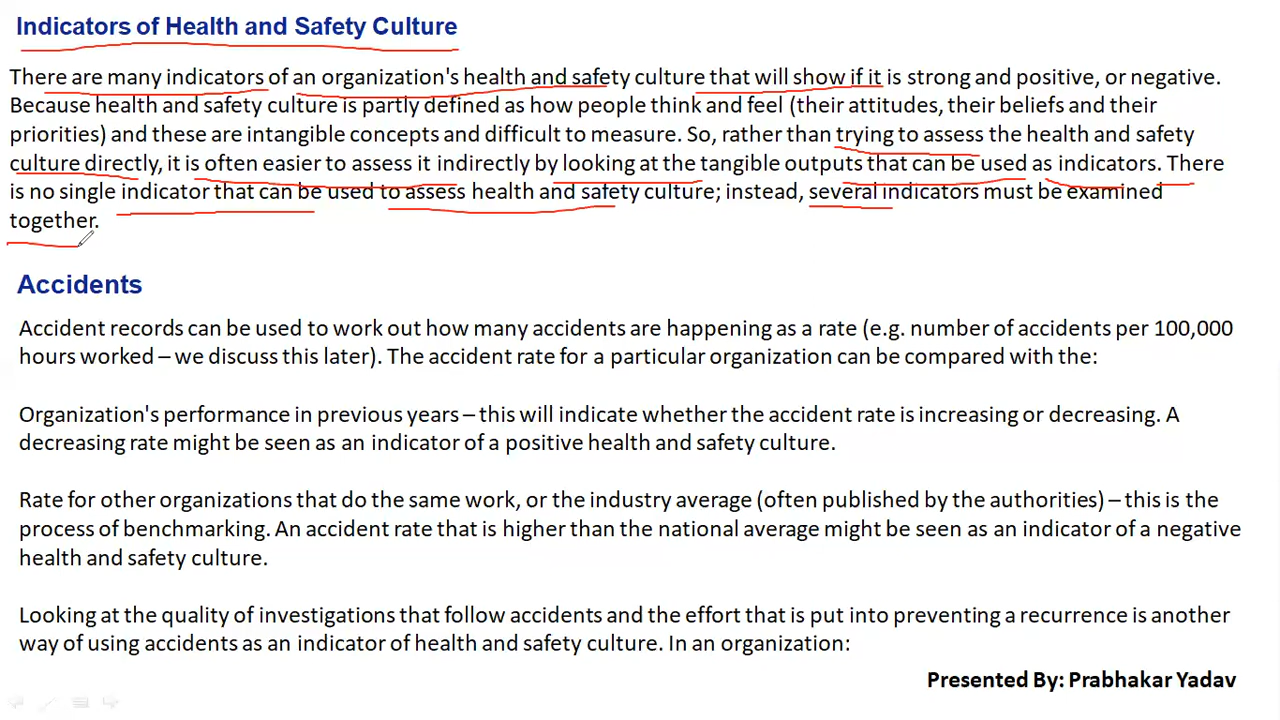 Indicators of Health and Safety Culture
There are many indicators of an organization's health and safety culture that will show if it is strong and positive, or negative.
Because health and safety culture is partly defined as how people think and feel (their attitudes, their beliefs and their
priorities) and these are intangible concepts and difficult to measure. So, rather than trying to assess the health and safety
culture directly, it is often easier to assess it indirectly by looking at the tangible outputs that can be used as indicators. There
is no single indicator that can be used to assess health and safety culture; instead, several indicators must be examined
together.
Accidents
Accident records can be used to work out how many accidents are happening as a rate (e.g. number of accidents per 100,000
hours worked – we discuss this later). The accident rate for a particular organization can be compared with the:
Organization's performance in previous years – this will indicate whether the accident rate is increasing or decreasing. A
decreasing rate might be seen as an indicator of a positive health and safety culture.
Rate for other organizations that do the same work, or the industry average (often published by the authorities) – this is the
process of benchmarking. An accident rate that is higher than the national average might be seen as an indicator of a negative
health and safety culture.
Looking at the quality of investigations that follow accidents and the effort that is put into preventing a recurrence is another
way of using accidents as an indicator of health and safety culture. In an organization:
Presented By: Prabhakar Yadav